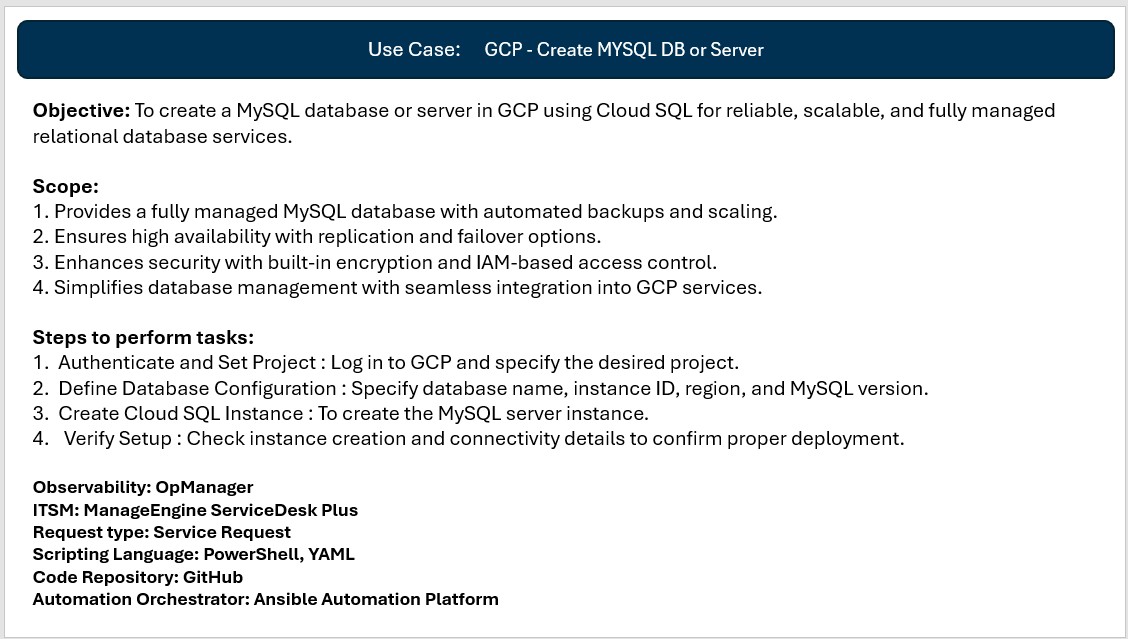 Use Case: GCP - Create MYSQL DB or Server
Objective: To create a MySQL database or server in GCP using Cloud SQL for reliable, scalable, and fully managed
relational database services.
Scope:
1. Provides a fully managed MySQL database with automated backups and scaling.
2. Ensures high availability with replication and failover options.
3. Enhances security with built-in encryption and IAM-based access control.
4. Simplifies database management with seamless integration into GCP services.
Steps to perform tasks:
1. Authenticate and Set Project : Log in to GCP and specify the desired project.
2. Define Database Configuration : Specify database name, instance ID, region, and MySQL version.
3. Create Cloud SQL Instance : To create the MySQL server instance.
4. Verify Setup : Check instance creation and connectivity details to confirm proper deployment.
Observability: OpManager
ITSM: ManageEngine ServiceDesk Plus
Request type: Service Request
Scripting Language: PowerShell, YAML
Code Repository: GitHub
Automation Orchestrator: Ansible Automation Platform